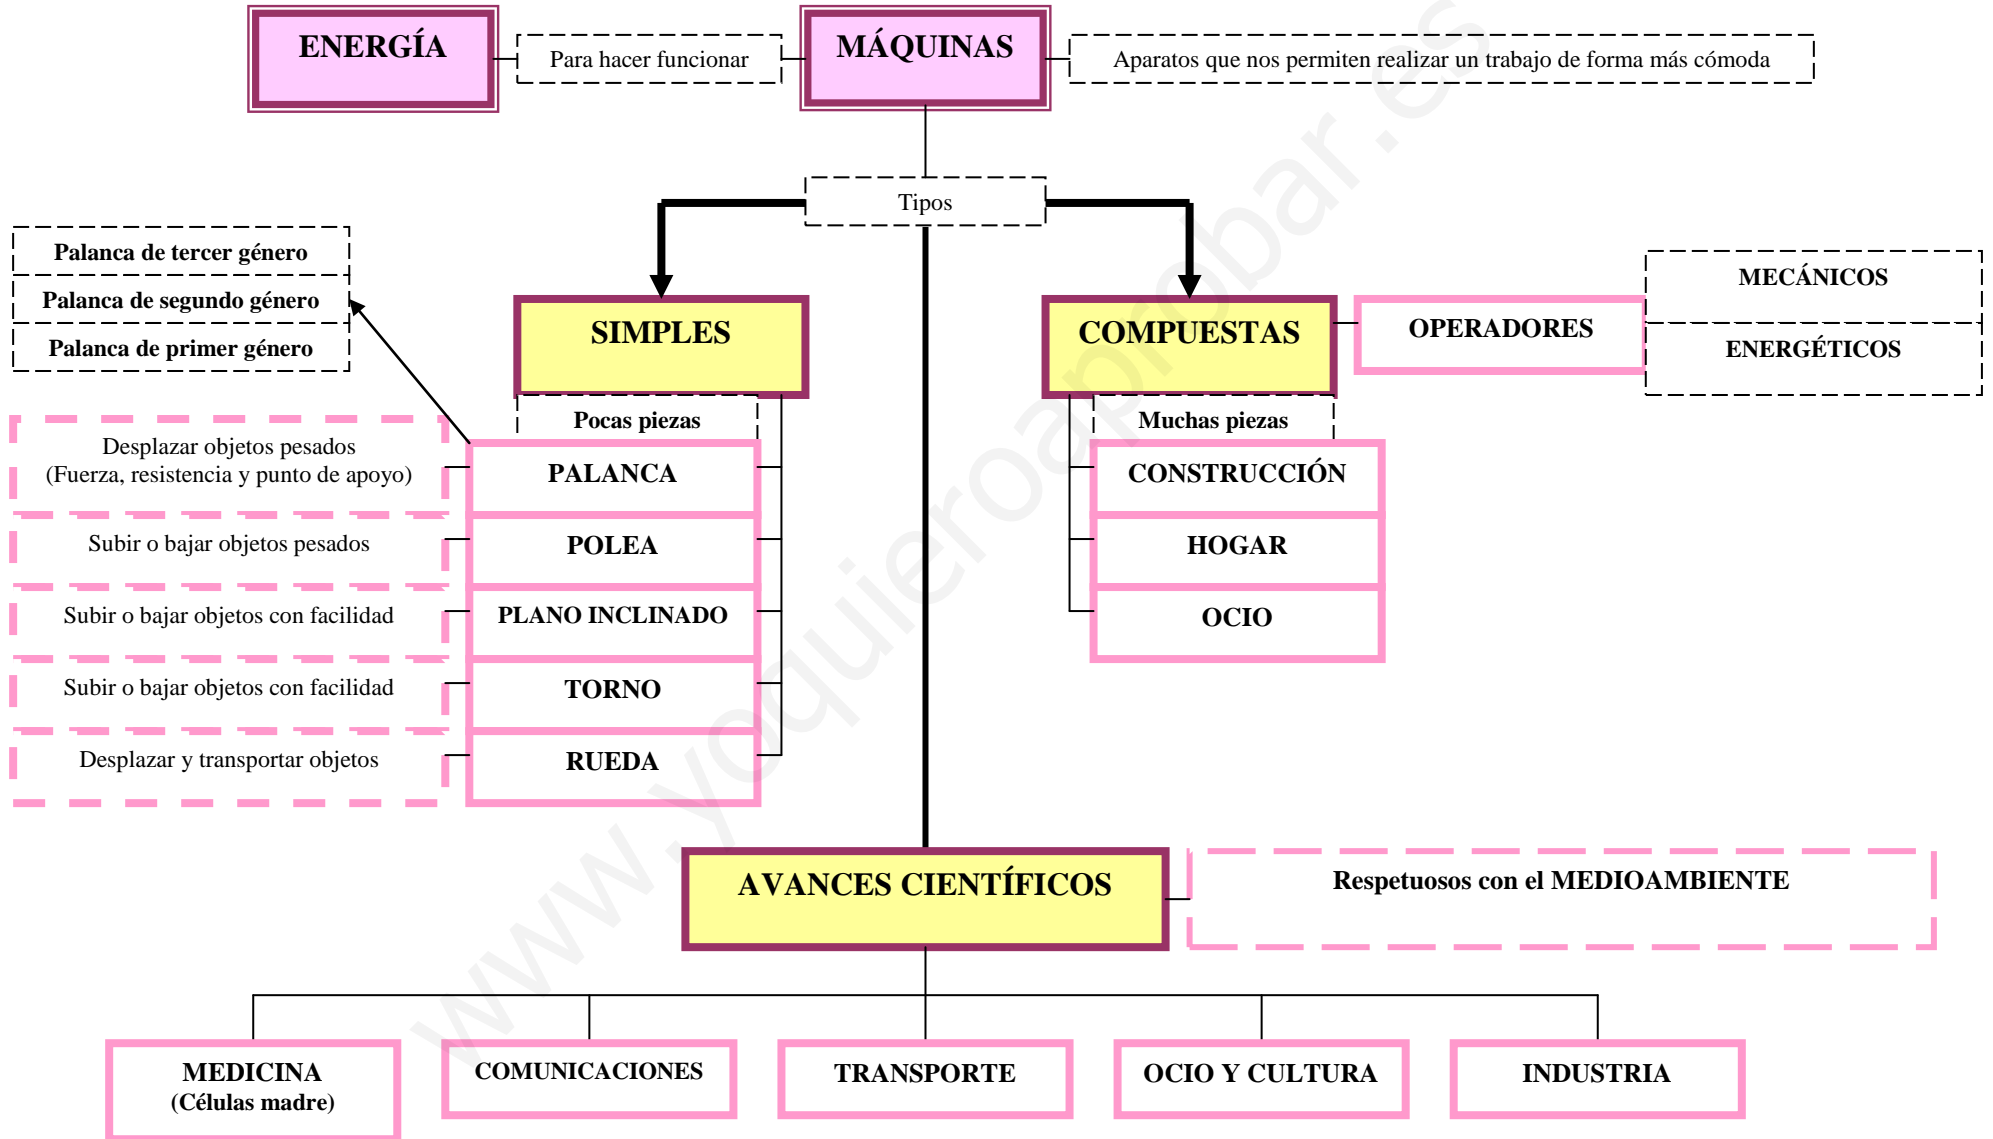 ENERGÍA
Para hacer funcionar
MÁQUINAS
Aparatos que nos permiten realizar un trabajo de forma más cómoda
Tipos
Palanca de tercer género
Palanca de segundo género
Palanca de primer género
SIMPLES
COMPUESTAS
OPERADORES
MECÁNICOS
ENERGÉTICOS
Pocas piezas
Muchas piezas
Desplazar objetos pesados
(Fuerza, resistencia y punto de apoyo)
PALANCA
CONSTRUCCIÓN
Subir o bajar objetos pesados
POLEA
HOGAR
Subir o bajar objetos con facilidad
PLANO INCLINADO
OCIO
Subir o bajar objetos con facilidad
TORNO
Desplazar y transportar objetos
RUEDA
AVANCES CIENTÍFICOS
Respetuosos con el MEDIOAMBIENTE
MEDICINA
(Células madre)
COMUNICACIONES
TRANSPORTE
OCIO Y CULTURA
INDUSTRIA
www.yoquieroaprobar.es